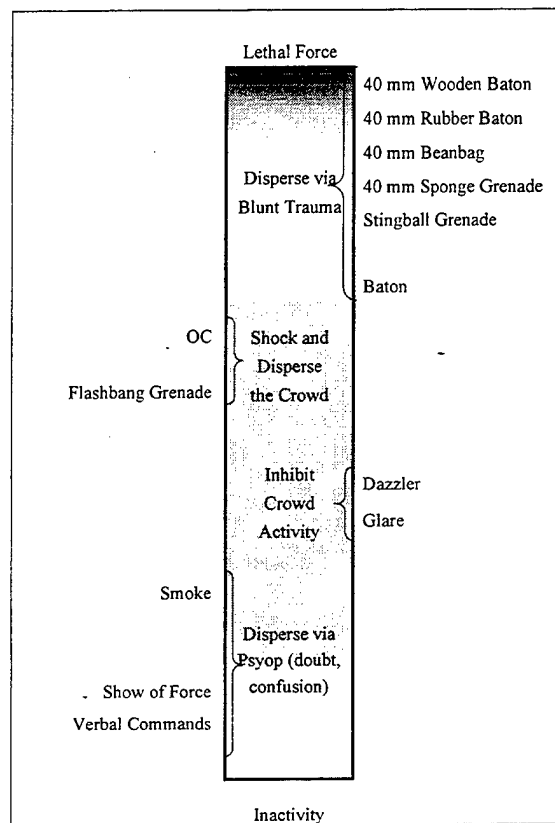 Lethal Force
40 mm Wooden Baton
40 mm Rubber Baton
40 mm Beanbag
Disperse via
Blunt Trauma
40 mm Sponge Grenade
Stingball Grenade
Baton
OC
Flashbang Grenade
Shock and
Disperse
the Crowd
Inhibit
Crowd
Activity
Dazzler
Glare
Smoke
Disperse via
Psyop (doubt,
confusion)
Show of Force
Verbal Commands
Inactivity